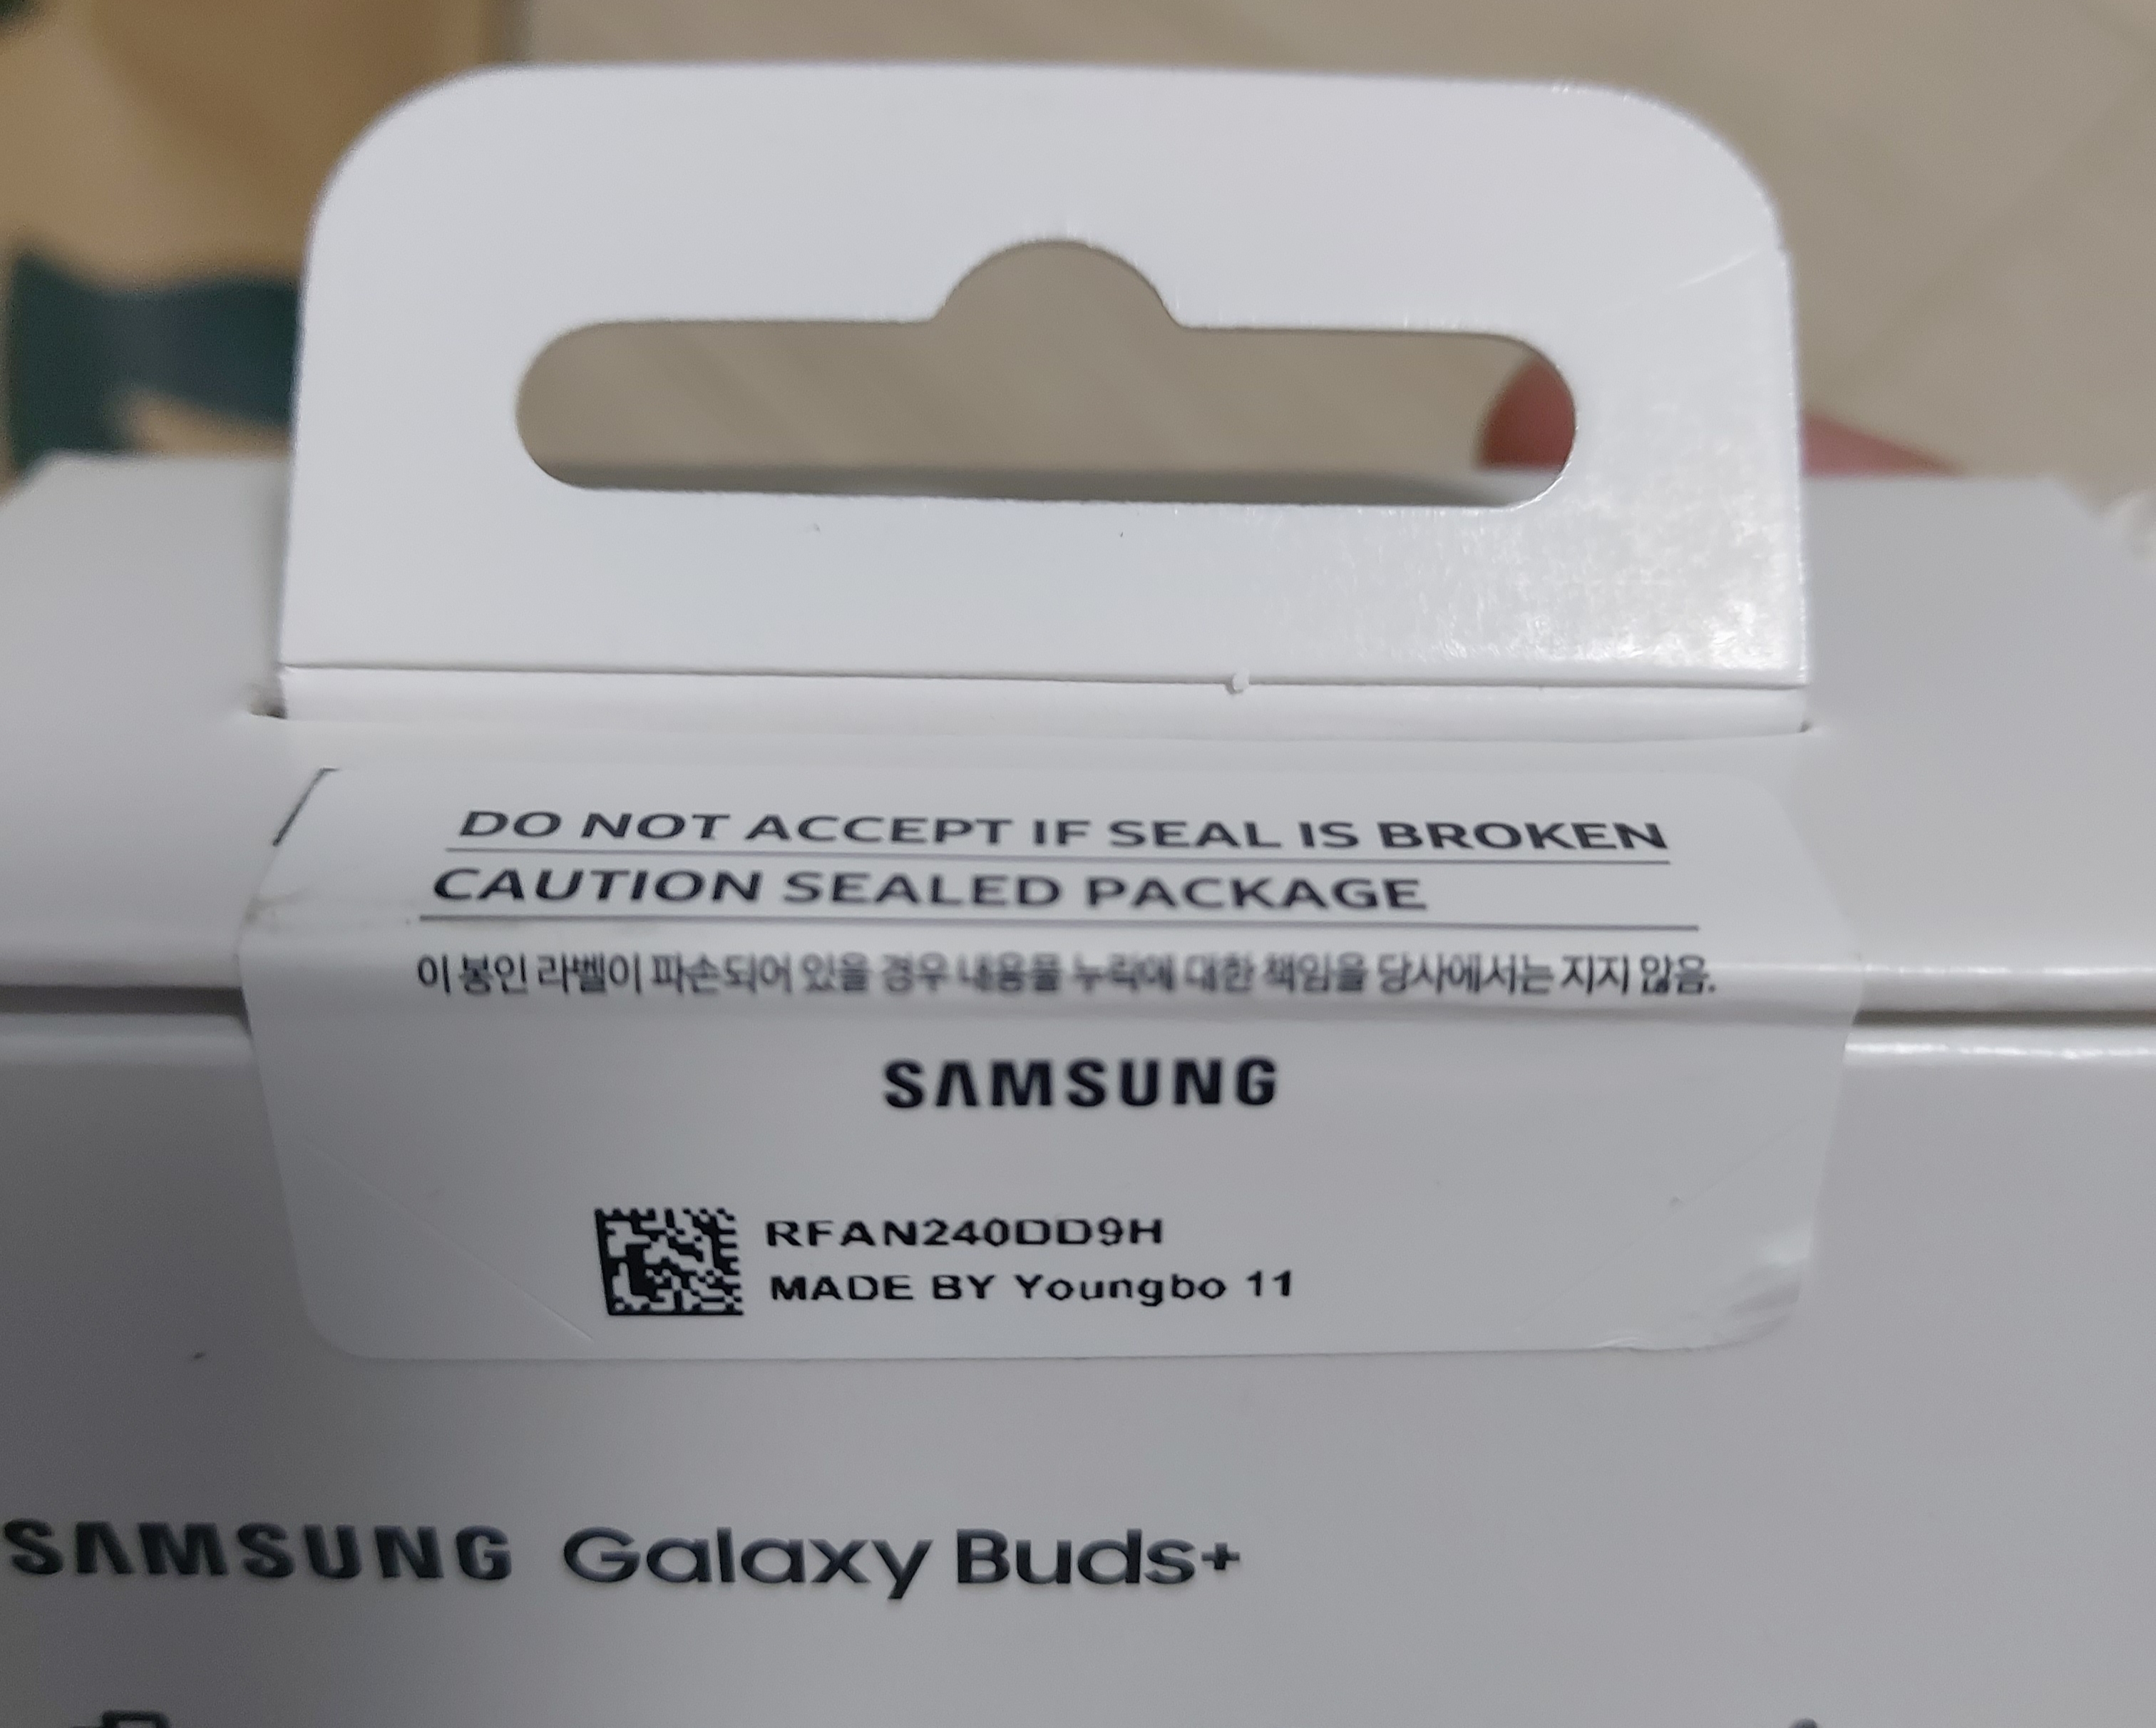 DO NOT ACCEPT IF SEAL IS BROKEN
CAUTION SEALED PACKAGE
이 봉인 라벨이 파손되어 있을 경우 내용물 누락에 대한 책임을 당사에서는 지지 않음.
SAMSUNG
RFAN240DD9H
MADE BY Youngbo 11
SAMSUNG Galaxy Buds+